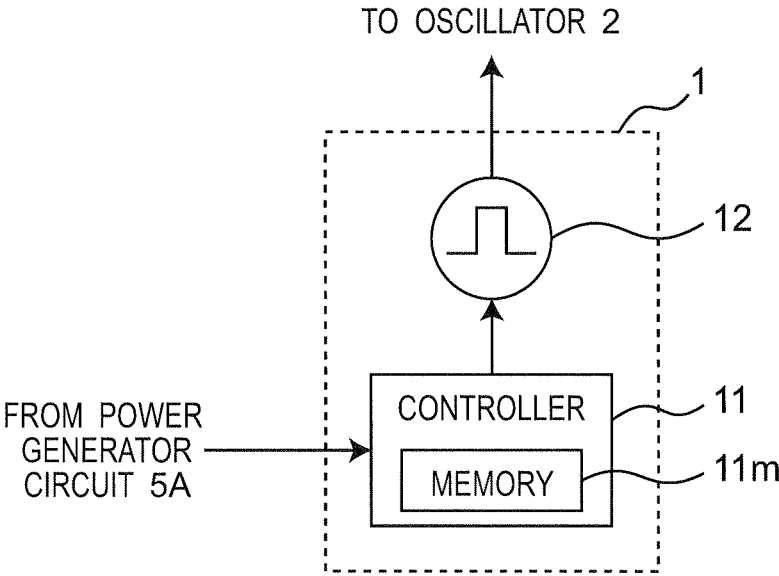 TO OSCILLATOR 2
1
12
CONTROLLER
11
FROM POWER
GENERATOR
CIRCUIT 5A
MEMORY
11m